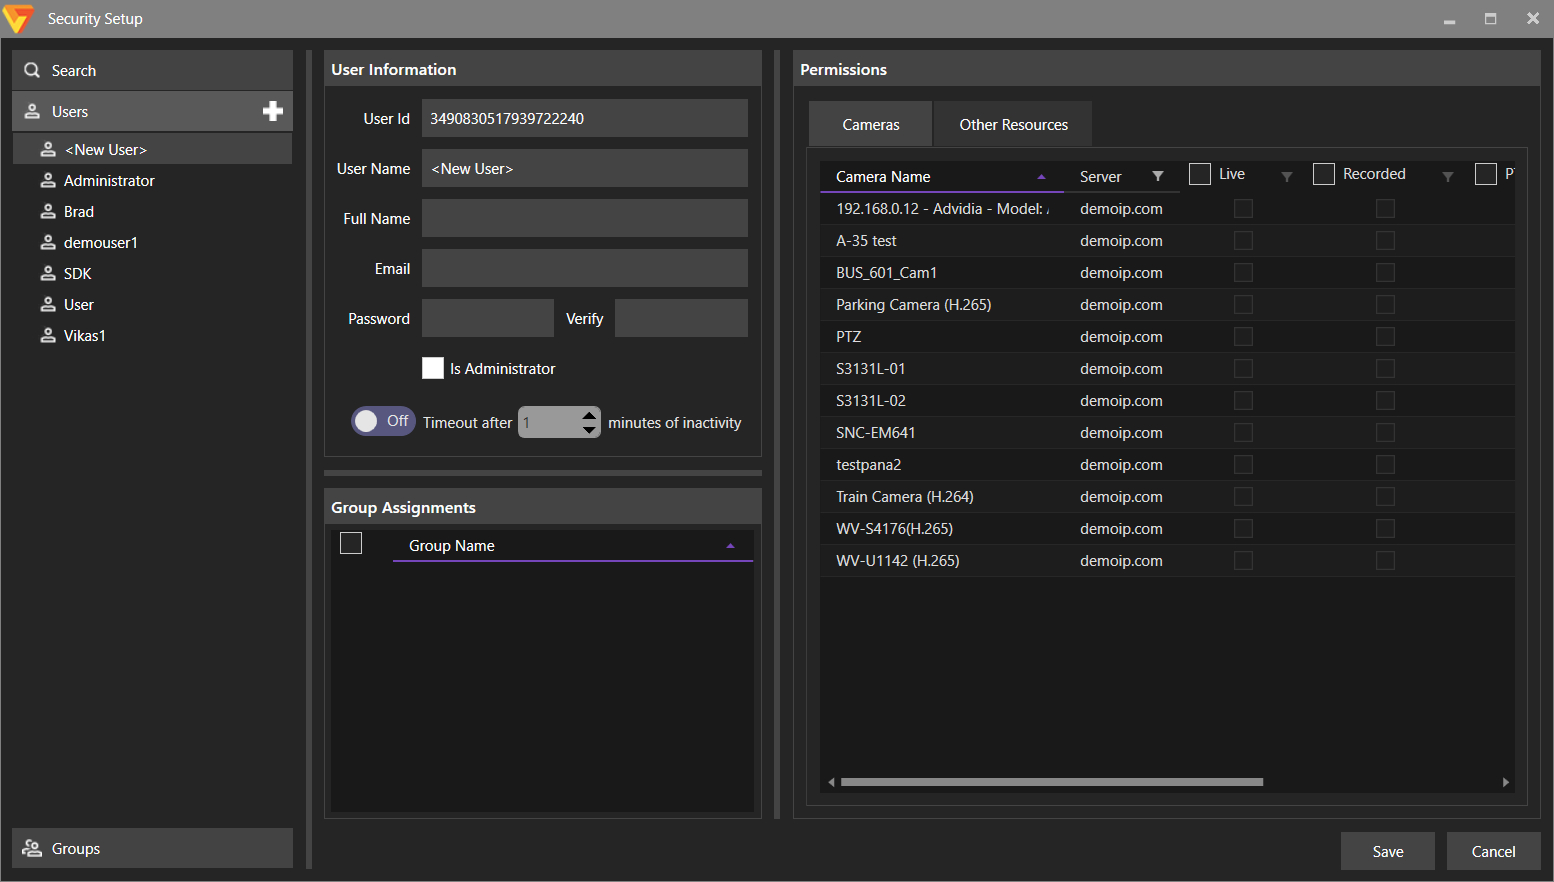 Security Setup
Search
Users
<New User>
Administrator
Brad
demouser1
SDK
User
Vikas1
Groups
User Information
User Id 3490830517939722240
User Name <New User>
Full Name
Email
Password Verify
Is Administrator
Off Timeout after 1 minutes of inactivity
Group Assignments
Group Name
Permissions
Cameras Other Resources
Camera Name Server Live Recorded
192.168.0.12 - Advidia - Model: demoip.com
A-35 test demoip.com
BUS_601_Cam1 demoip.com
Parking Camera (H.265) demoip.com
PTZ demoip.com
S3131L-01 demoip.com
S3131L-02 demoip.com
SNC-EM641 demoip.com
testpana2 demoip.com
Train Camera (H.264) demoip.com
WV-S4176(H.265) demoip.com
WV-U1142 (H.265) demoip.com
Save Cancel